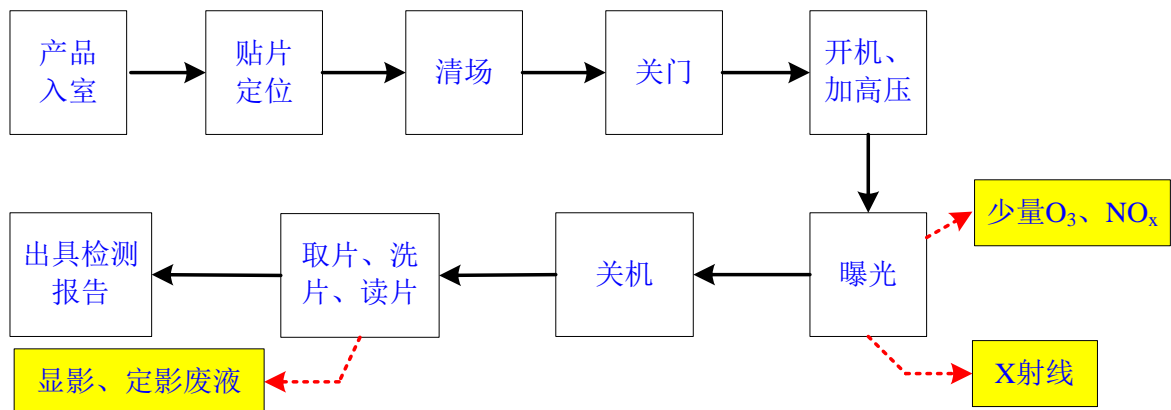 产品
入室
贴片
定位
清场
关门
开机、
加高压
少量O₃、NOₓ
曝光
关机
取片、洗
片、读片
出具检测
报告
显影、定影废液
X射线